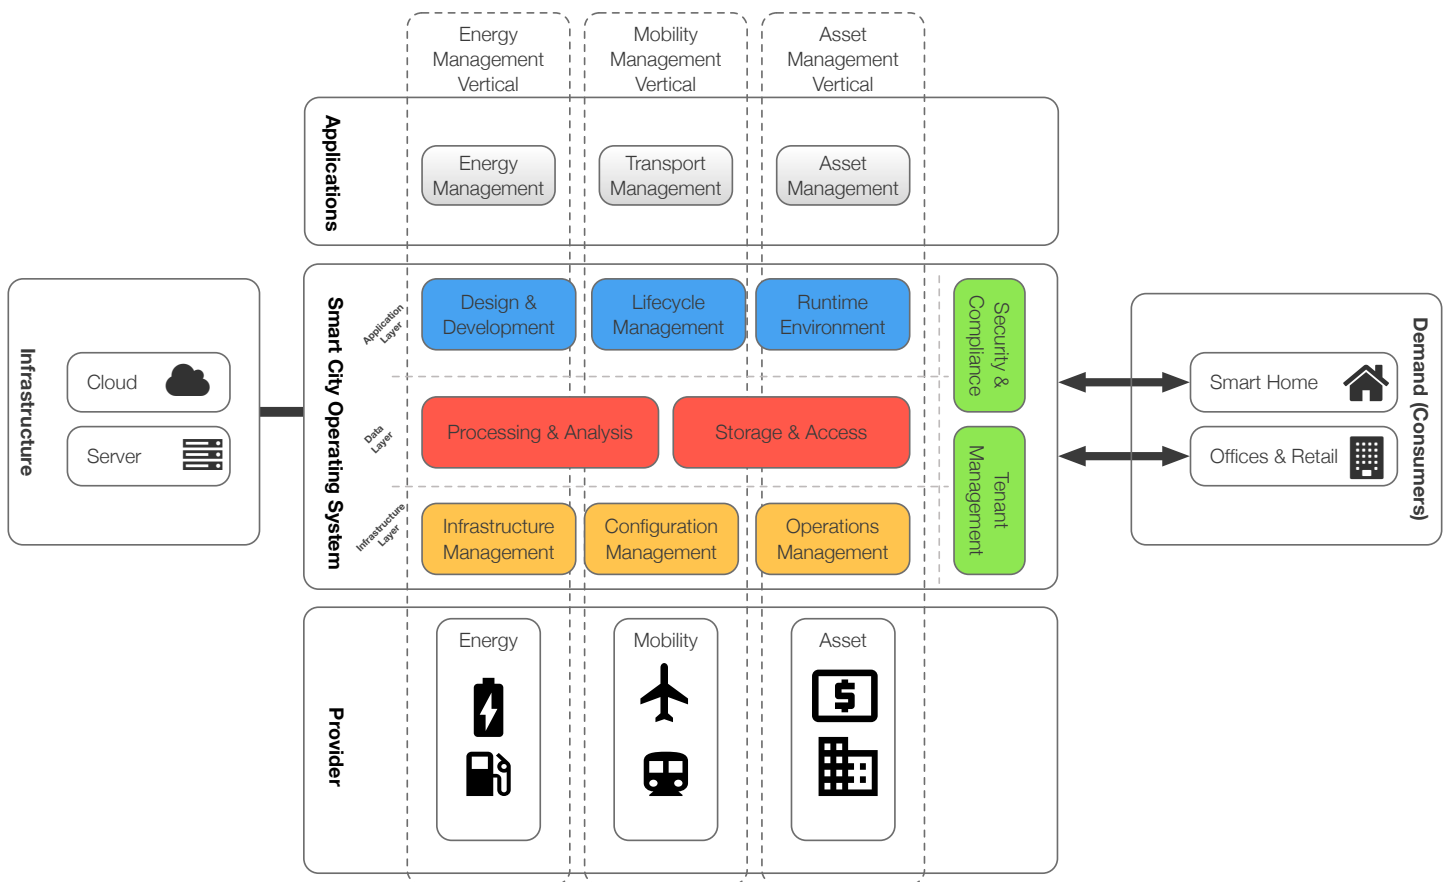 Energy
Management
Vertical
Mobility
Management
Vertical
Asset
Management
Vertical
Applications
Energy
Management
Transport
Management
Asset
Management
Infrastructure
Cloud
Server
Smart City Operating System
Application
Layer
Design &
Development
Lifecycle
Management
Runtime
Environment
Data
Layer
Processing & Analysis
Storage & Access
Infrastructure
Layer
Infrastructure
Management
Configuration
Management
Operations
Management
Security &
Compliance
Tenant
Management
Demand (Consumers)
Smart Home
Offices & Retail
Provider
Energy
Mobility
Asset